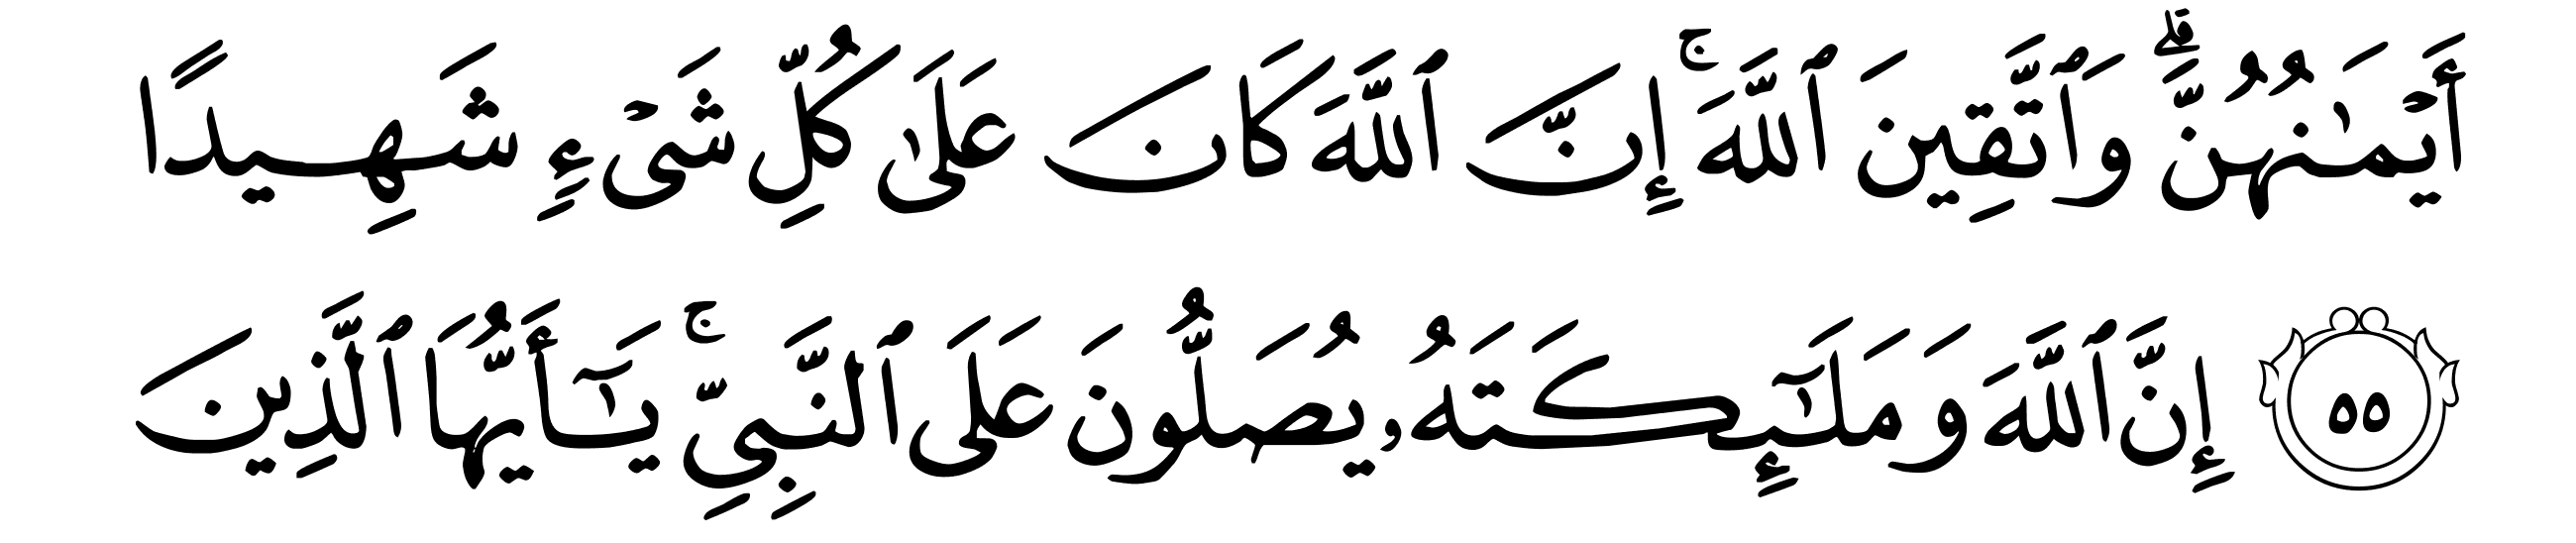 أَيْمَـٰنُهُنَّ ۗ وَٱتَّقِينَ ٱللَّهَ ۚ إِنَّ ٱللَّهَ كَانَ عَلَىٰ كُلِّ شَىْءٍ شَهِيدًا
٥٥ إِنَّ ٱللَّهَ وَمَلَـٰٓئِكَتَهُۥ يُصَلُّونَ عَلَى ٱلنَّبِىِّ ۚ يَـٰٓأَيُّهَا ٱلَّذِينَ